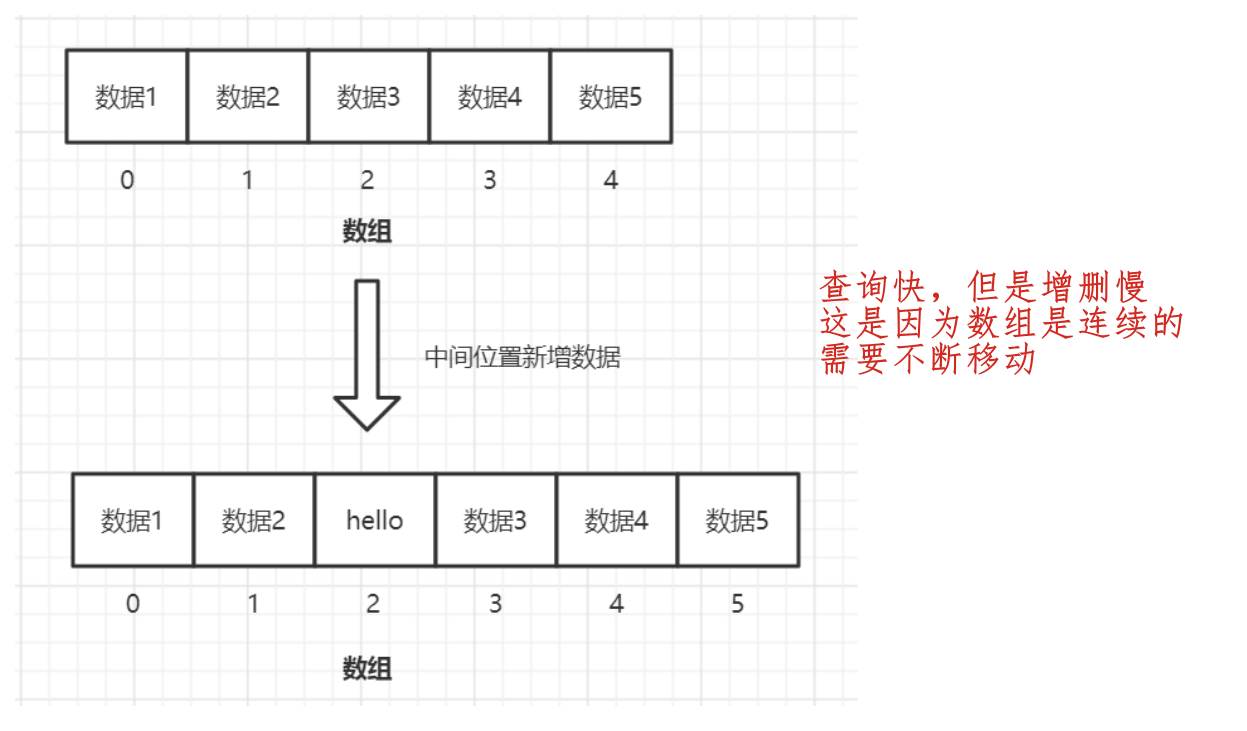 数据1 数据2 数据3 数据4 数据5
0 1 2 3 4
数组
查询快，但是增删慢
这是因为数组是连续的
需要不断移动
中间位置新增数据
数据1 数据2 hello 数据3 数据4 数据5
0 1 2 3 4 5
数组